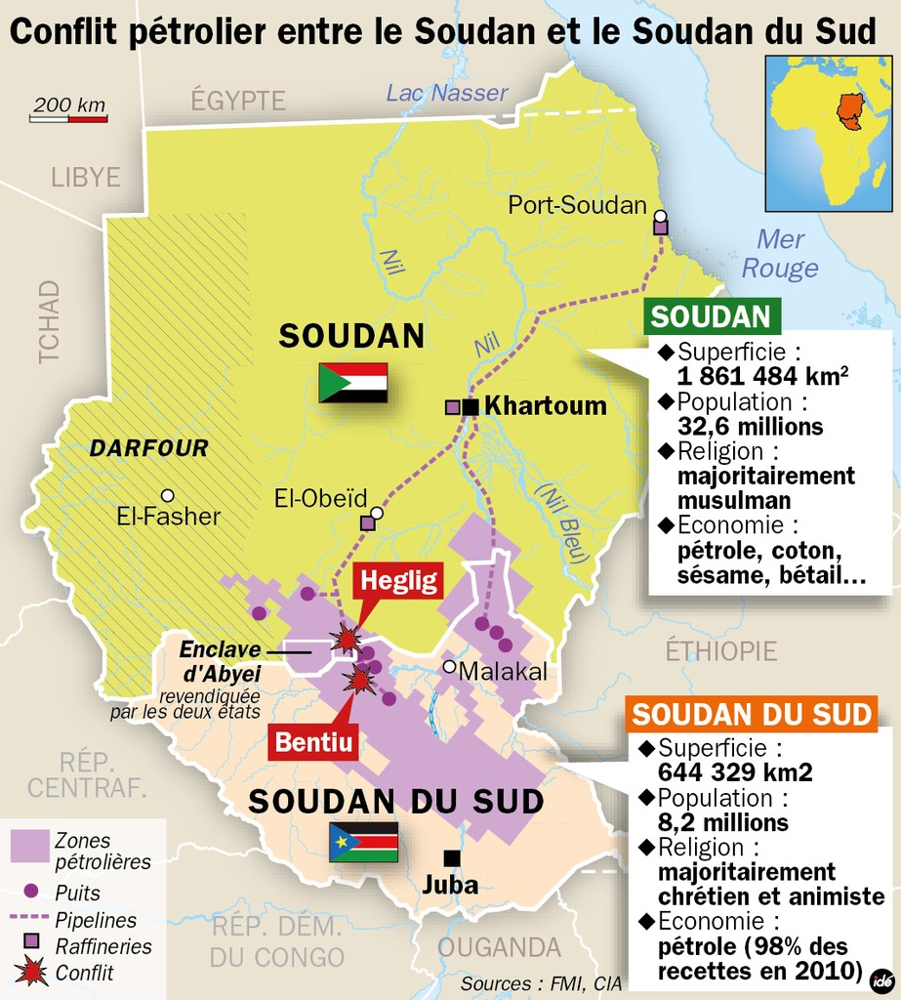 Conflit pétrolier entre le Soudan et le Soudan du Sud
200 km
ÉGYPTE
Lac Nasser
LIBYE
Port-Soudan
Mer
Rouge
TCHAD
Nil
SOUDAN
Nil
Khartoum
DARFOUR
El-Fasher
El-Obeïd
(Nil Bleu)
SOUDAN
Superficie :
1 861 484 km²
Population :
32,6 millions
Religion :
majoritairement
musulman
Economie :
pétrole, coton,
sésame, bétail...
Heglig
Enclave
d'Abyei
revendiquée
par les deux états
Malakal
ÉTHIOPIE
Bentiu
RÉP.
CENTRAF.
SOUDAN DU SUD
Juba
SOUDAN DU SUD
Superficie :
644 329 km2
Population :
8,2 millions
Religion :
majoritairement
chrétien et animiste
Economie :
pétrole (98% des
recettes en 2010)
Zones
pétrolières
Puits
Pipelines
Raffineries
Conflit
RÉP. DÉM.
DU CONGO
OUGANDA
Sources : FMI, CIA
idé